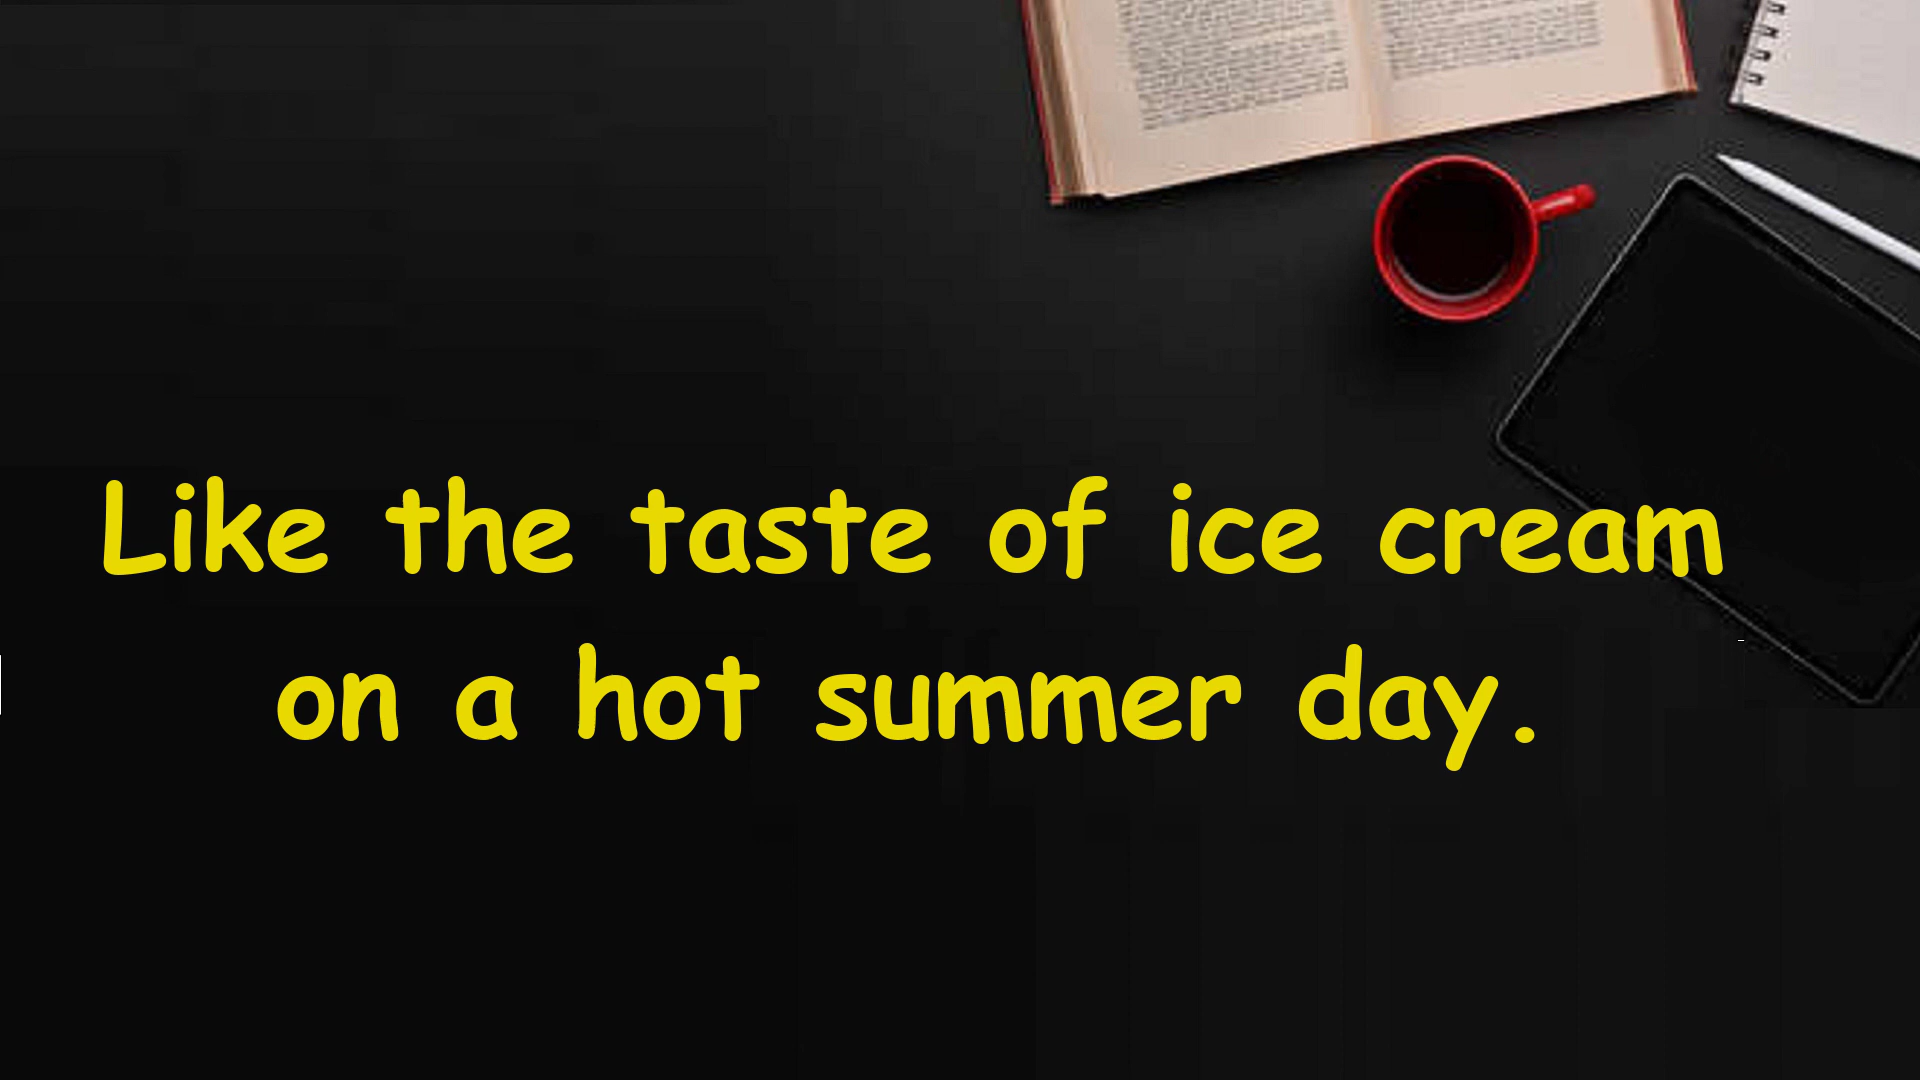 Like the taste of ice cream
on a hot summer day.